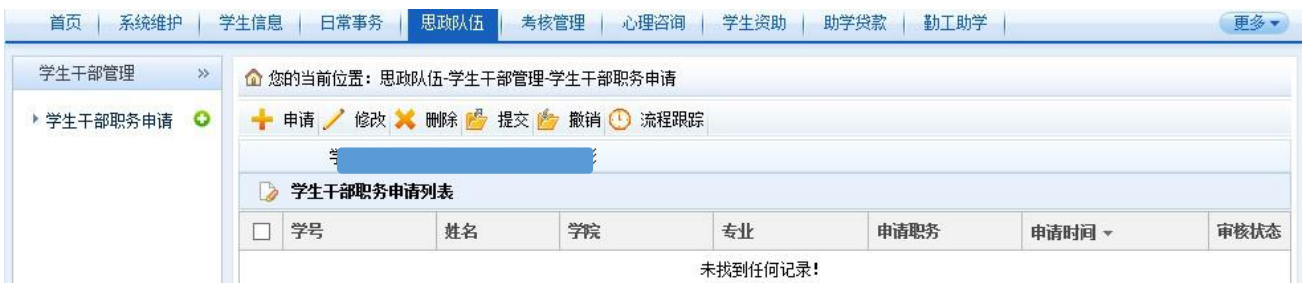 首页 系统维护 学生信息 日常事务 思政队伍 考核管理 心理咨询 学生资助 助学贷款 勤工助学 更多
学生干部管理 »
学生干部职务申请
您的当前位置：思政队伍-学生干部管理-学生干部职务申请
申请 修改 删除 提交 撤销 流程跟踪
学生干部职务申请列表
学号 姓名 学院 专业 申请职务 申请时间 审核状态
未找到任何记录!